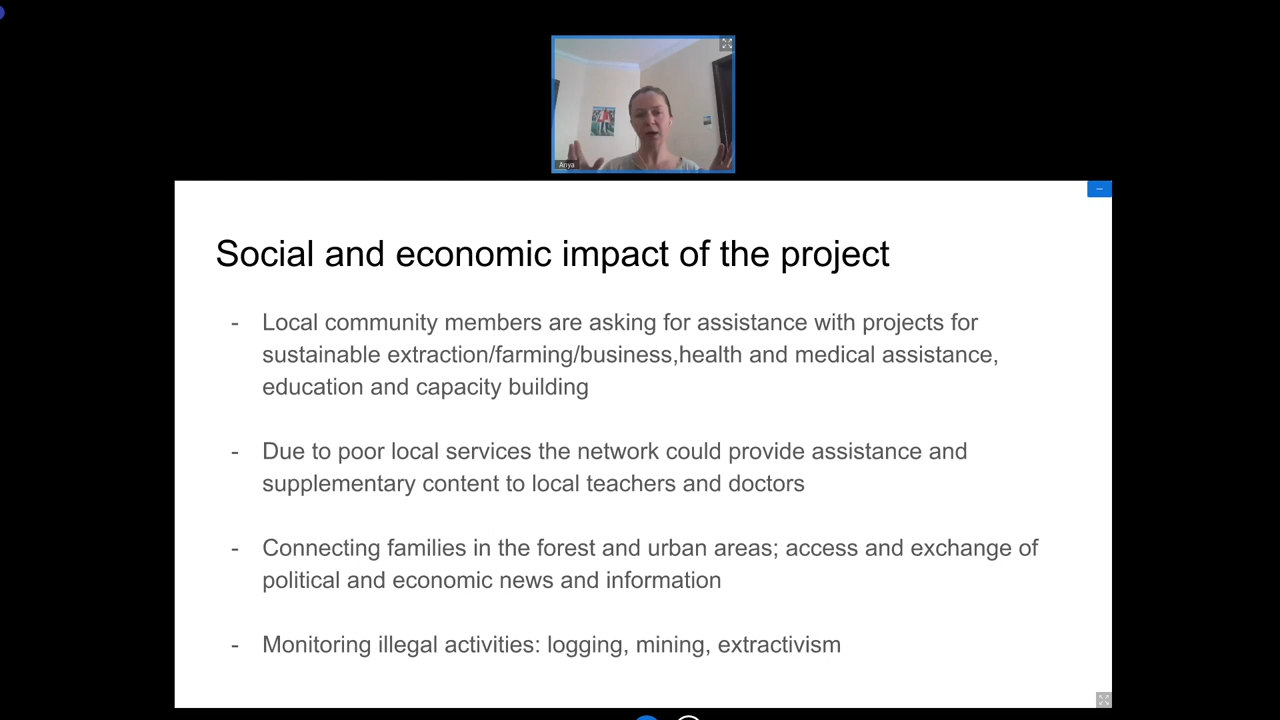 Anya
Social and economic impact of the project
- Local community members are asking for assistance with projects for
sustainable extraction/farming/business,health and medical assistance,
education and capacity building
- Due to poor local services the network could provide assistance and
supplementary content to local teachers and doctors
- Connecting families in the forest and urban areas; access and exchange of
political and economic news and information
- Monitoring illegal activities: logging, mining, extractivism